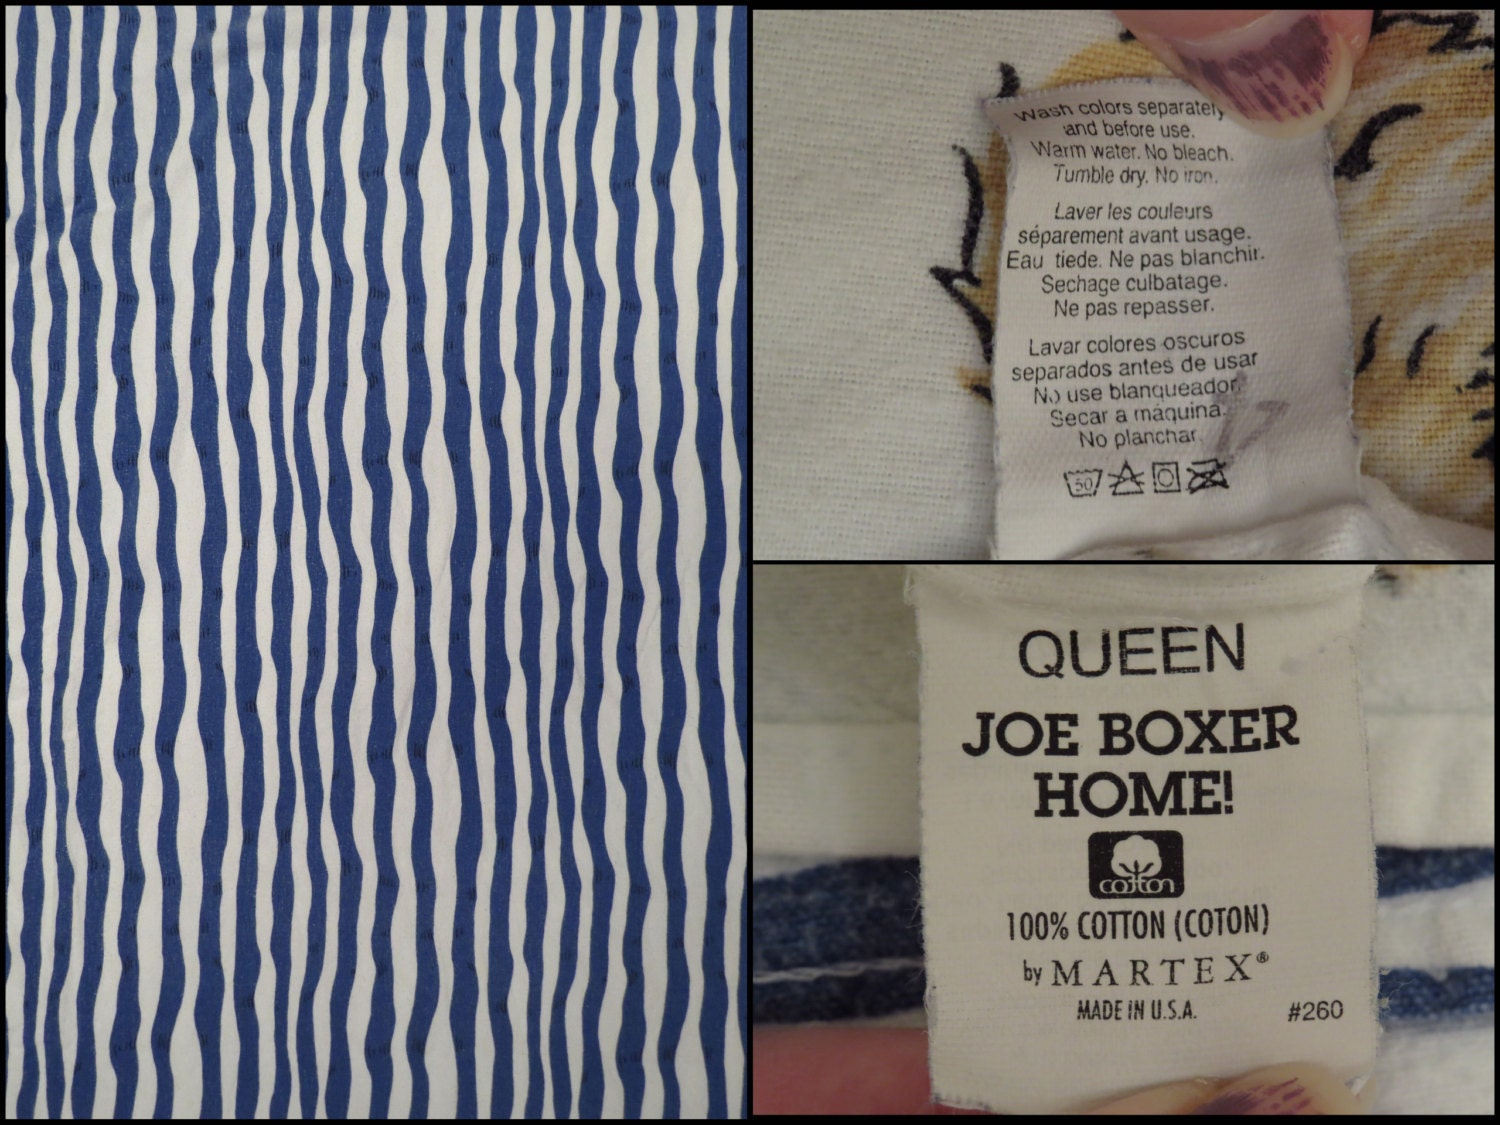 Wash colors separately
and before use.
Warm water. No bleach.
Tumble dry. No iron.
Laver les couleurs
séparement avant usage.
Eau tiede. Ne pas blanchir.
Sechage culbatage.
Ne pas repasser.
Lavar colores oscuros
separados antes de usar
No use blanqueador.
Secar a máquina.
No planchar.
50
QUEEN
JOE BOXER
HOME!
cotton
100% COTTON (COTON)
by MARTEX®
MADE IN U.S.A. #260